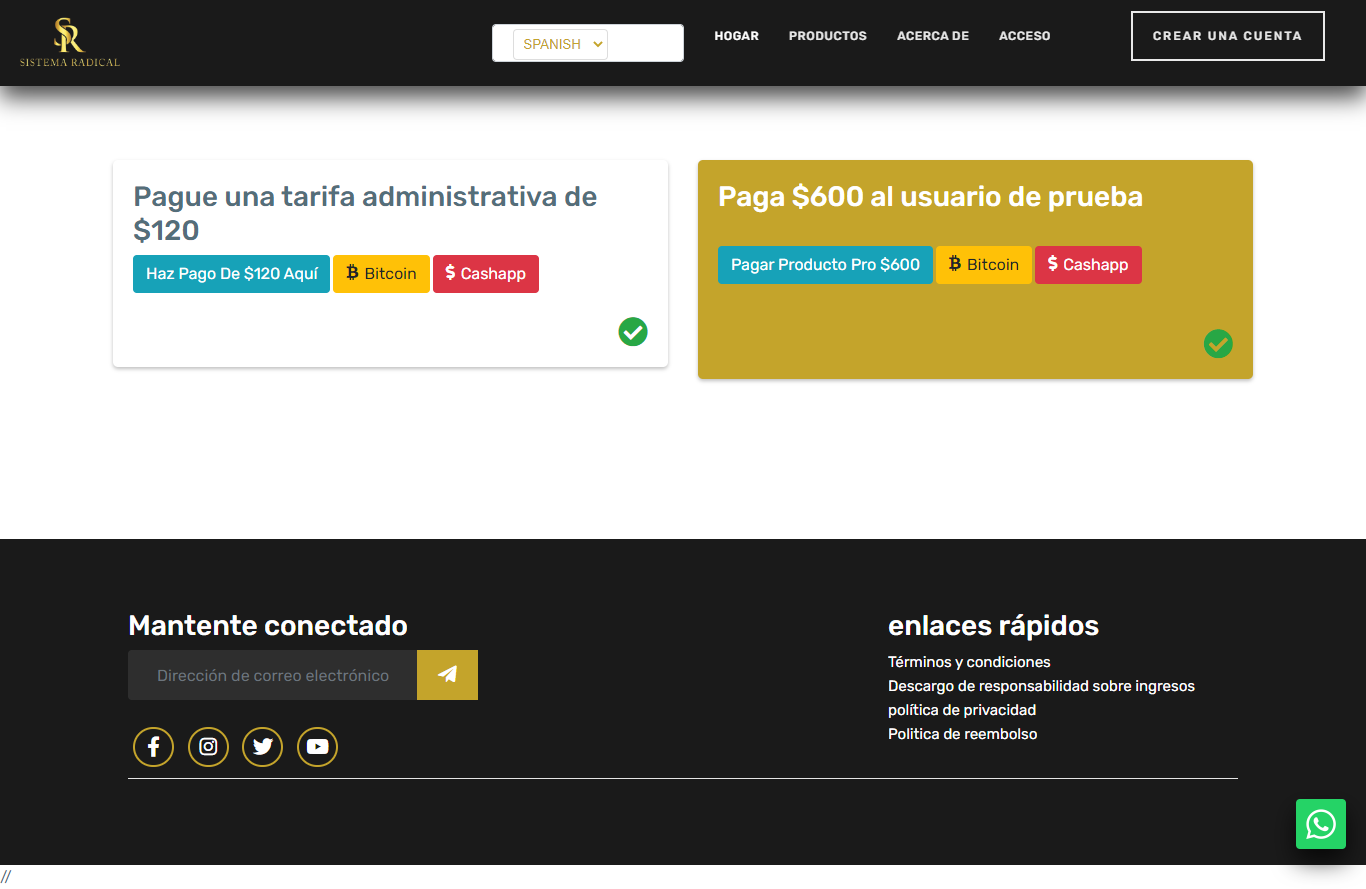 SR
SISTEMA RADICAL
SPANISH
HOGAR
PRODUCTOS
ACERCA DE
ACCESO
CREAR UNA CUENTA
Pague una tarifa administrativa de
$120
Haz Pago De $120 Aquí
Bitcoin
$ Cashapp
Paga $600 al usuario de prueba
Pagar Producto Pro $600
Bitcoin
$ Cashapp
Mantente conectado
Dirección de correo electrónico
enlaces rápidos
Términos y condiciones
Descargo de responsabilidad sobre ingresos
política de privacidad
Politica de reembolso
//